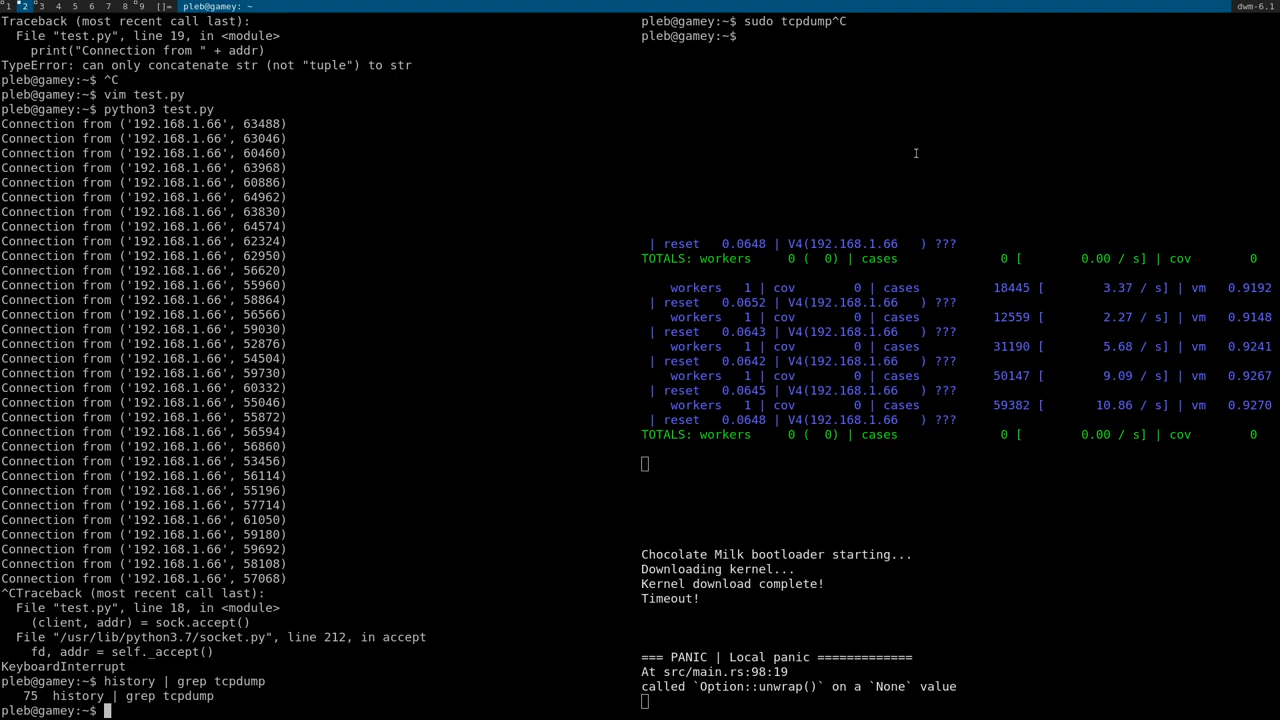 1 2 3 4 5 6 7 8 9 []= pleb@gamey: ~ dwm-6.1
Traceback (most recent call last):
  File "test.py", line 19, in <module>
    print("Connection from " + addr)
TypeError: can only concatenate str (not "tuple") to str
pleb@gamey:~$ ^C
pleb@gamey:~$ vim test.py
pleb@gamey:~$ python3 test.py
Connection from ('192.168.1.66', 63488)
Connection from ('192.168.1.66', 63046)
Connection from ('192.168.1.66', 60460)
Connection from ('192.168.1.66', 63968)
Connection from ('192.168.1.66', 60886)
Connection from ('192.168.1.66', 64962)
Connection from ('192.168.1.66', 63830)
Connection from ('192.168.1.66', 64574)
Connection from ('192.168.1.66', 62324)
Connection from ('192.168.1.66', 62950)
Connection from ('192.168.1.66', 56620)
Connection from ('192.168.1.66', 55960)
Connection from ('192.168.1.66', 58864)
Connection from ('192.168.1.66', 56566)
Connection from ('192.168.1.66', 59030)
Connection from ('192.168.1.66', 52876)
Connection from ('192.168.1.66', 54504)
Connection from ('192.168.1.66', 59730)
Connection from ('192.168.1.66', 60332)
Connection from ('192.168.1.66', 55046)
Connection from ('192.168.1.66', 55872)
Connection from ('192.168.1.66', 56594)
Connection from ('192.168.1.66', 56860)
Connection from ('192.168.1.66', 53456)
Connection from ('192.168.1.66', 56114)
Connection from ('192.168.1.66', 55196)
Connection from ('192.168.1.66', 57714)
Connection from ('192.168.1.66', 61050)
Connection from ('192.168.1.66', 59180)
Connection from ('192.168.1.66', 59692)
Connection from ('192.168.1.66', 58108)
Connection from ('192.168.1.66', 57068)
^CTraceback (most recent call last):
  File "test.py", line 18, in <module>
    (client, addr) = sock.accept()
  File "/usr/lib/python3.7/socket.py", line 212, in accept
    fd, addr = self._accept()
KeyboardInterrupt
pleb@gamey:~$ history | grep tcpdump
   75  history | grep tcpdump
pleb@gamey:~$
pleb@gamey:~$ sudo tcpdump^C
pleb@gamey:~$
 | reset   0.0648 | V4(192.168.1.66   ) ???
TOTALS: workers     0 (  0) | cases              0 [        0.00 / s] | cov      0
    workers   1 | cov        0 | cases       18445 [        3.37 / s] | vm   0.9192
 | reset   0.0652 | V4(192.168.1.66   ) ???
    workers   1 | cov        0 | cases       12559 [        2.27 / s] | vm   0.9148
 | reset   0.0643 | V4(192.168.1.66   ) ???
    workers   1 | cov        0 | cases       31190 [        5.68 / s] | vm   0.9241
 | reset   0.0642 | V4(192.168.1.66   ) ???
    workers   1 | cov        0 | cases       50147 [        9.09 / s] | vm   0.9267
 | reset   0.0645 | V4(192.168.1.66   ) ???
    workers   1 | cov        0 | cases       59382 [       10.86 / s] | vm   0.9270
 | reset   0.0648 | V4(192.168.1.66   ) ???
TOTALS: workers     0 (  0) | cases              0 [        0.00 / s] | cov      0
Chocolate Milk bootloader starting...
Downloading kernel...
Kernel download complete!
Timeout!
=== PANIC | Local panic =============
At src/main.rs:98:19
called `Option::unwrap()` on a `None` value